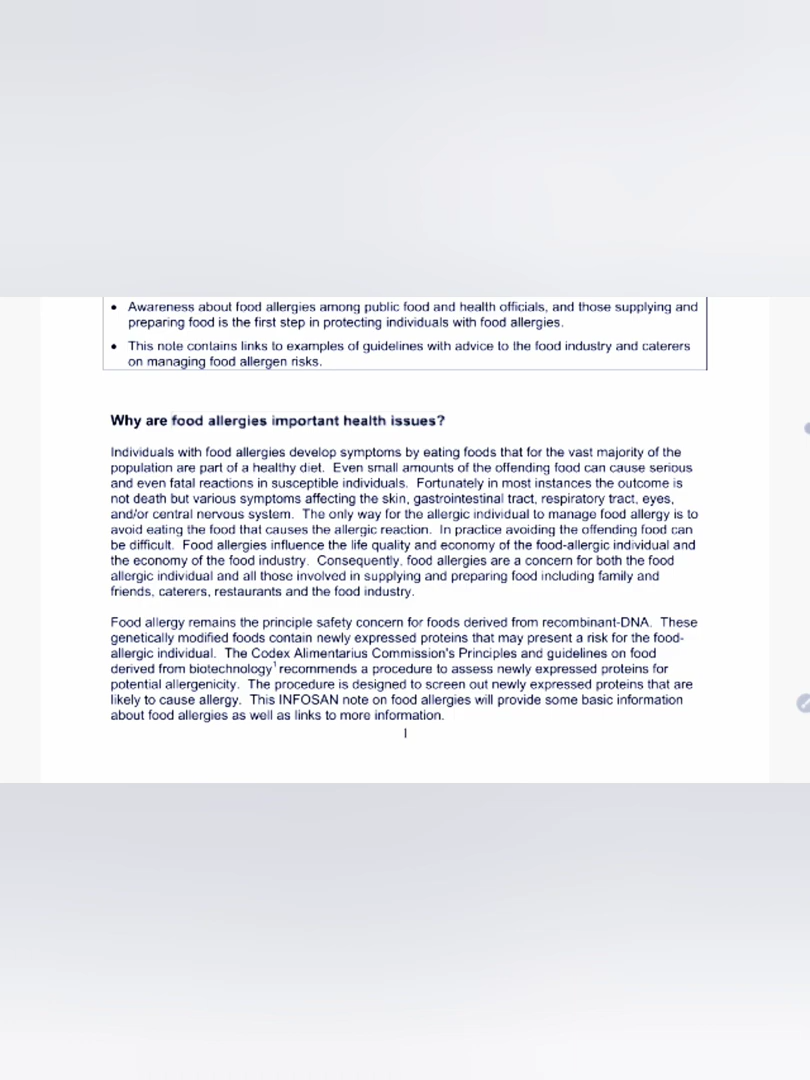 • Awareness about food allergies among public food and health officials, and those supplying and
preparing food is the first step in protecting individuals with food allergies.
• This note contains links to examples of guidelines with advice to the food industry and caterers
on managing food allergen risks.
Why are food allergies important health issues?
Individuals with food allergies develop symptoms by eating foods that for the vast majority of the
population are part of a healthy diet. Even small amounts of the offending food can cause serious
and even fatal reactions in susceptible individuals. Fortunately in most instances the outcome is
not death but various symptoms affecting the skin, gastrointestinal tract, respiratory tract, eyes,
and/or central nervous system. The only way for the allergic individual to manage food allergy is to
avoid eating the food that causes the allergic reaction. In practice avoiding the offending food can
be difficult. Food allergies influence the life quality and economy of the food-allergic individual and
the economy of the food industry. Consequently, food allergies are a concern for both the food
allergic individual and all those involved in supplying and preparing food including family and
friends, caterers, restaurants and the food industry.
Food allergy remains the principle safety concern for foods derived from recombinant-DNA. These
genetically modified foods contain newly expressed proteins that may present a risk for the food-
allergic individual. The Codex Alimentarius Commission's Principles and guidelines on food
derived from biotechnology¹ recommends a procedure to assess newly expressed proteins for
potential allergenicity. The procedure is designed to screen out newly expressed proteins that are
likely to cause allergy. This INFOSAN note on food allergies will provide some basic information
about food allergies as well as links to more information.
1